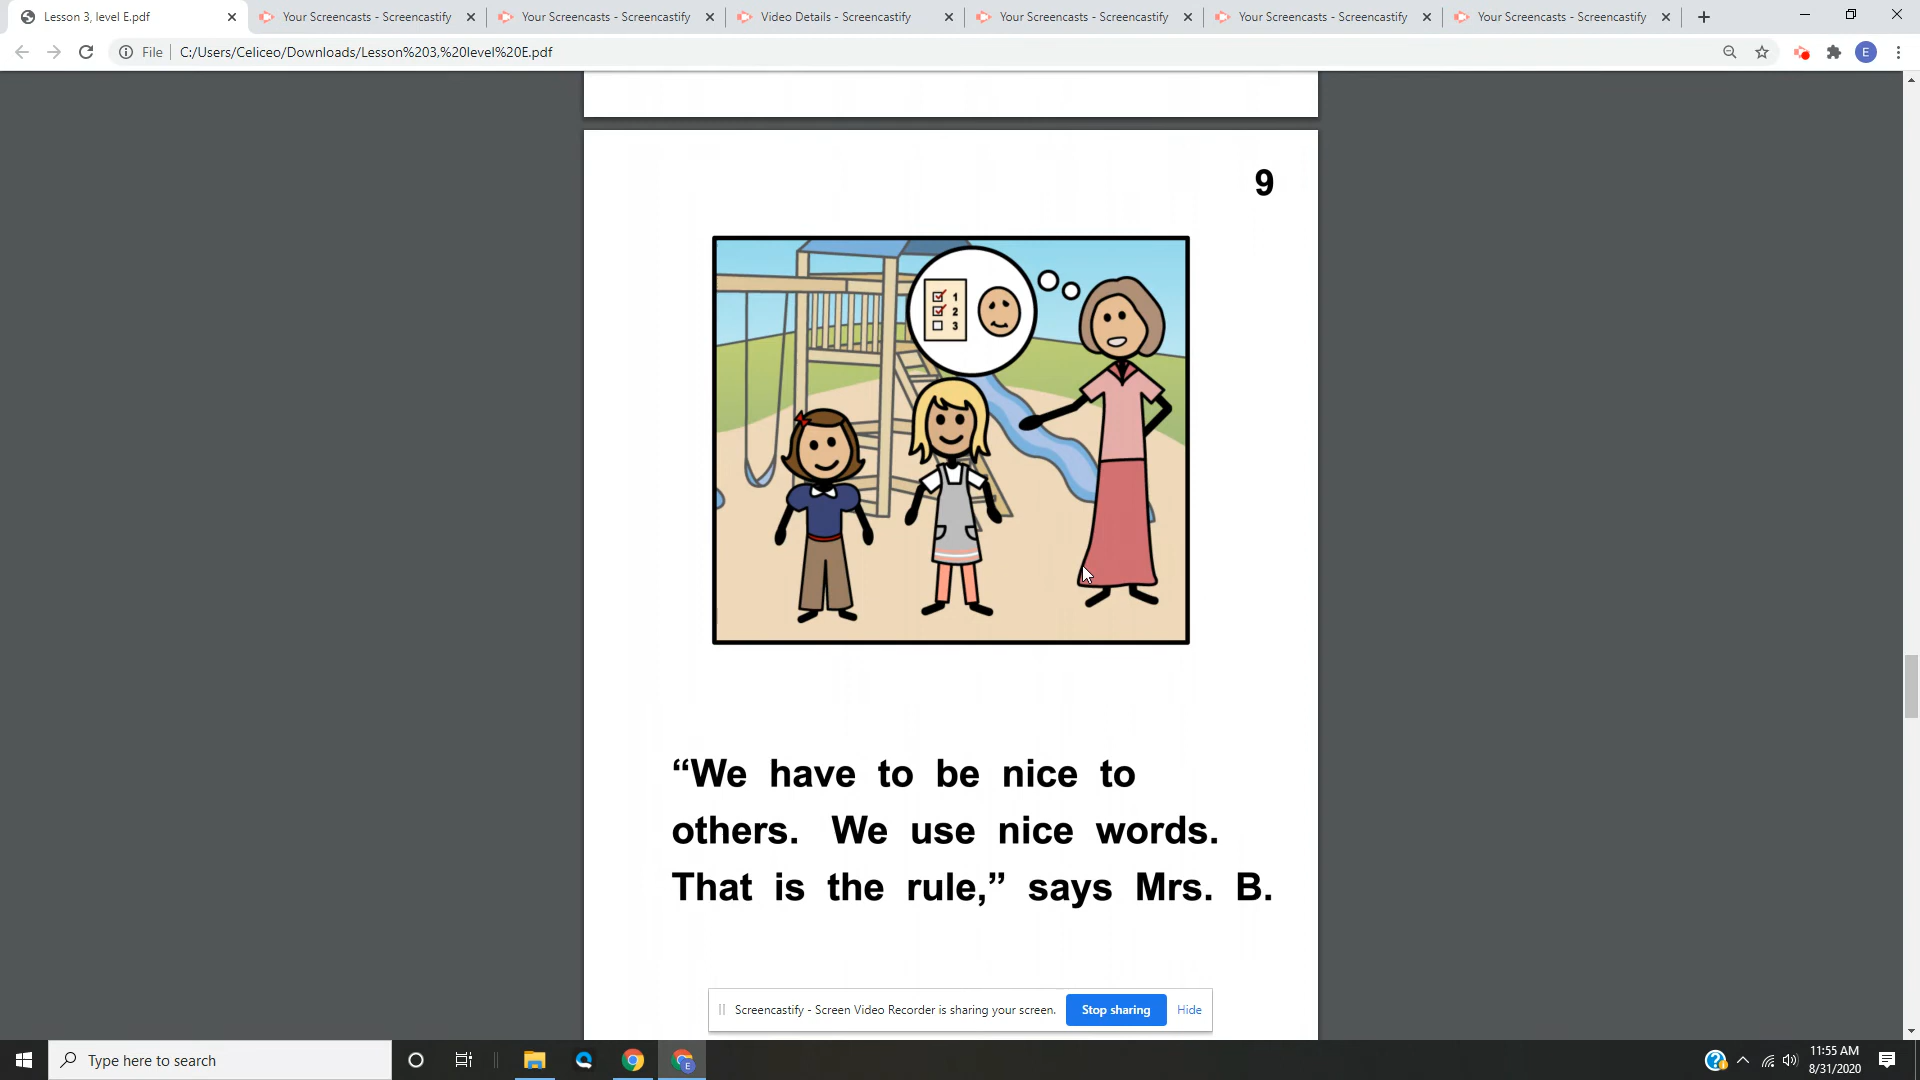 Lesson 3, level E.pdf
Your Screencasts - Screencastify
Your Screencasts - Screencastify
Video Details - Screencastify
Your Screencasts - Screencastify
Your Screencasts - Screencastify
Your Screencasts - Screencastify
File
C:/Users/Celiceo/Downloads/Lesson%203,%20level%20E.pdf
E
9
1
2
3
“We have to be nice to
others. We use nice words.
That is the rule,” says Mrs. B.
Screencastify - Screen Video Recorder is sharing your screen.
Stop sharing
Hide
Type here to search
E
11:55 AM
8/31/2020